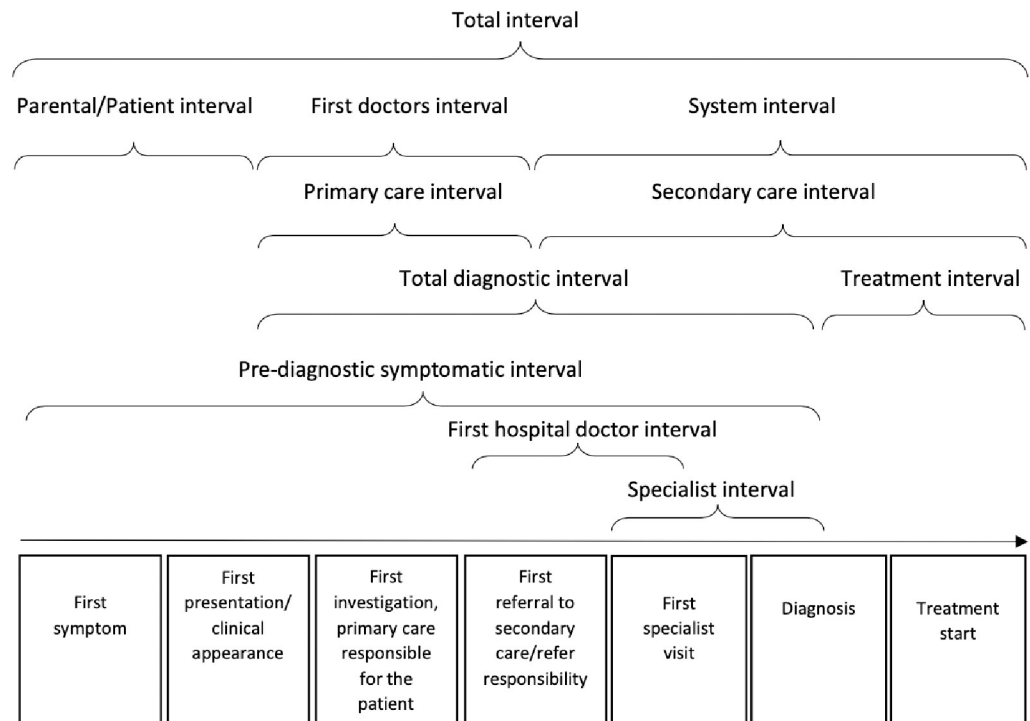 Total interval
Parental/Patient interval
First doctors interval
System interval
Primary care interval
Secondary care interval
Total diagnostic interval
Treatment interval
Pre-diagnostic symptomatic interval
First hospital doctor interval
Specialist interval
First
symptom
First
presentation/
clinical
appearance
First
investigation,
primary care
responsible
for the
patient
First
referral to
secondary
care/refer
responsibility
First
specialist
visit
Diagnosis
Treatment
start